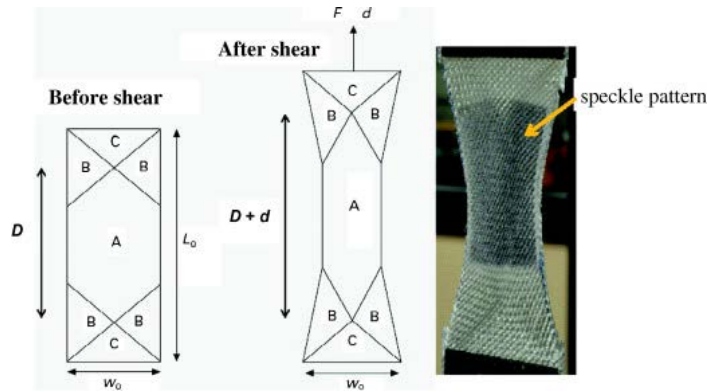 Before shear
C
B B
D
A
L₀
B B
C
w₀
After shear
F d
C
B B
A
D + d
B B
C
w₀
speckle pattern